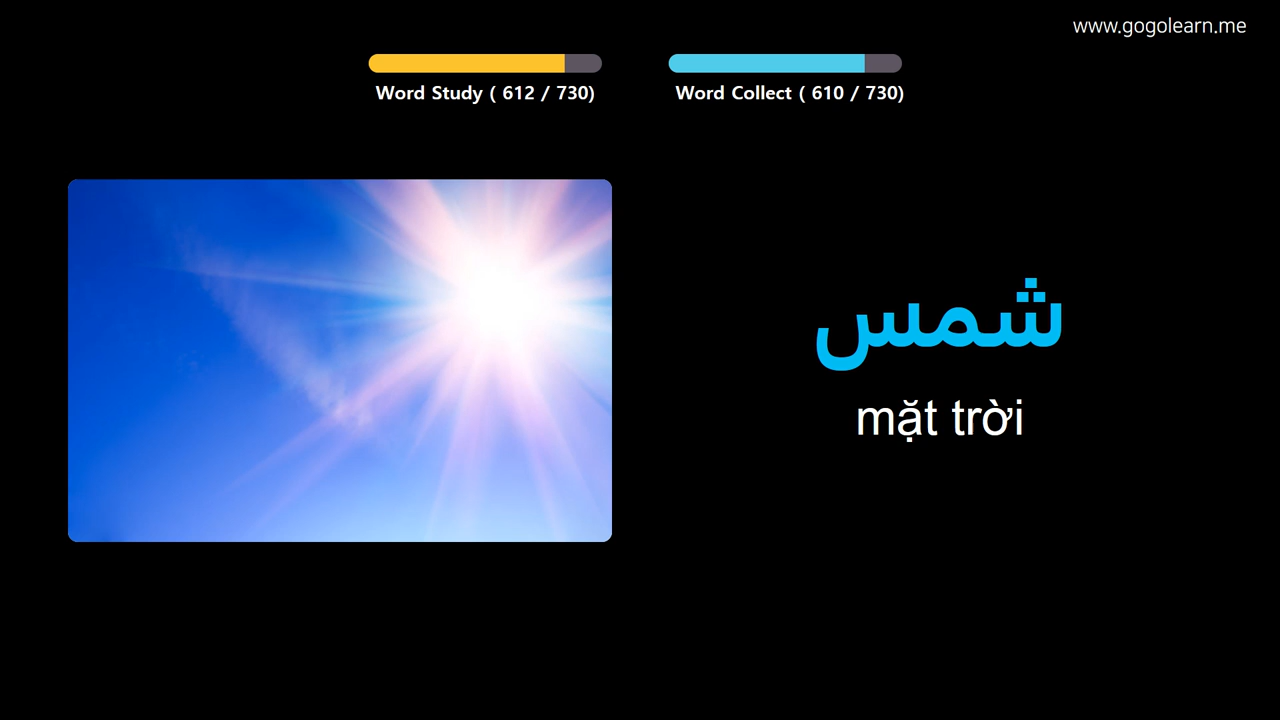 www.gogolearn.me
Word Study ( 612 / 730)
Word Collect ( 610 / 730)
شمس
mặt trời